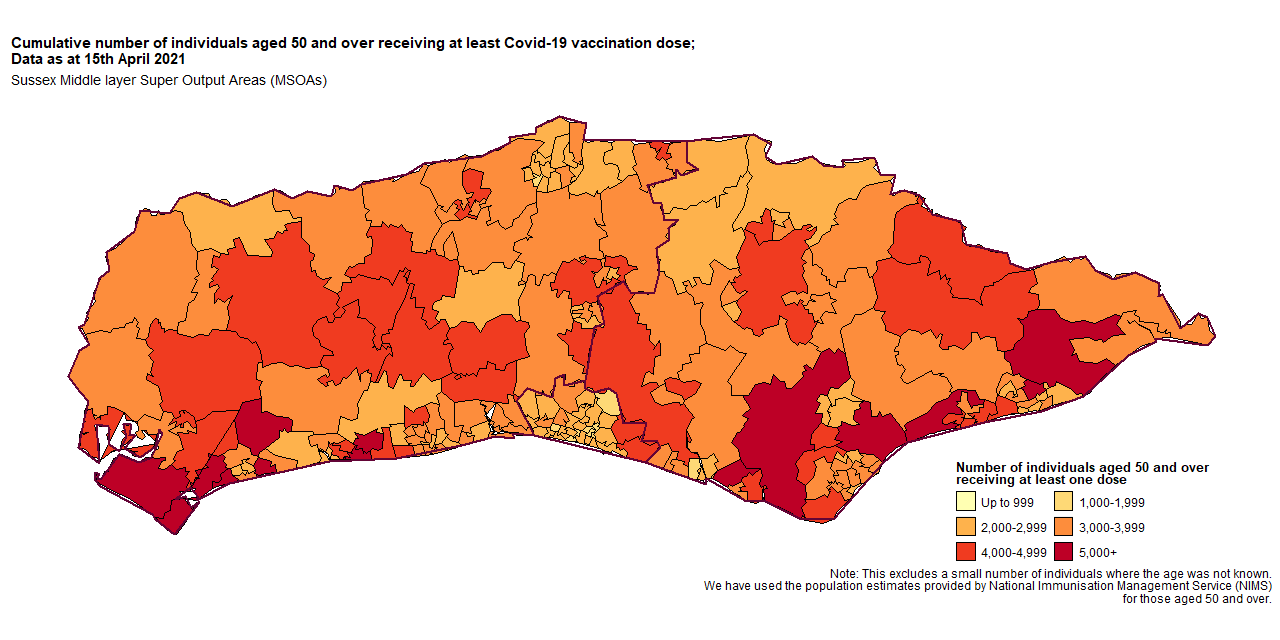 Cumulative number of individuals aged 50 and over receiving at least Covid-19 vaccination dose;
Data as at 15th April 2021
Sussex Middle layer Super Output Areas (MSOAs)
Number of individuals aged 50 and over
receiving at least one dose
Up to 999
1,000-1,999
2,000-2,999
3,000-3,999
4,000-4,999
5,000+
Note: This excludes a small number of individuals where the age was not known.
We have used the population estimates provided by National Immunisation Management Service (NIMS)
for those aged 50 and over.